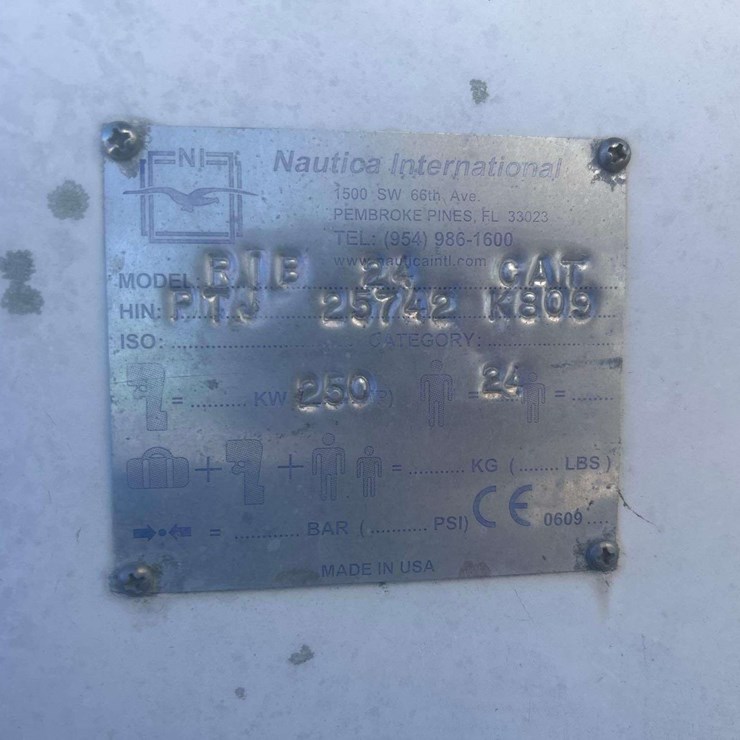 NI
Nautica International
1500 SW 66th. Ave.
PEMBROKE PINES, FL 33023
TEL: (954) 986-1600
www.nauticaintl.com
MODEL: RIB 24 CAT
HIN: PTJ 25742 K809
ISO: CATEGORY:
= KW 250 = 24 =
+ + = KG ( LBS )
= BAR ( PSI) CE 0609
MADE IN USA